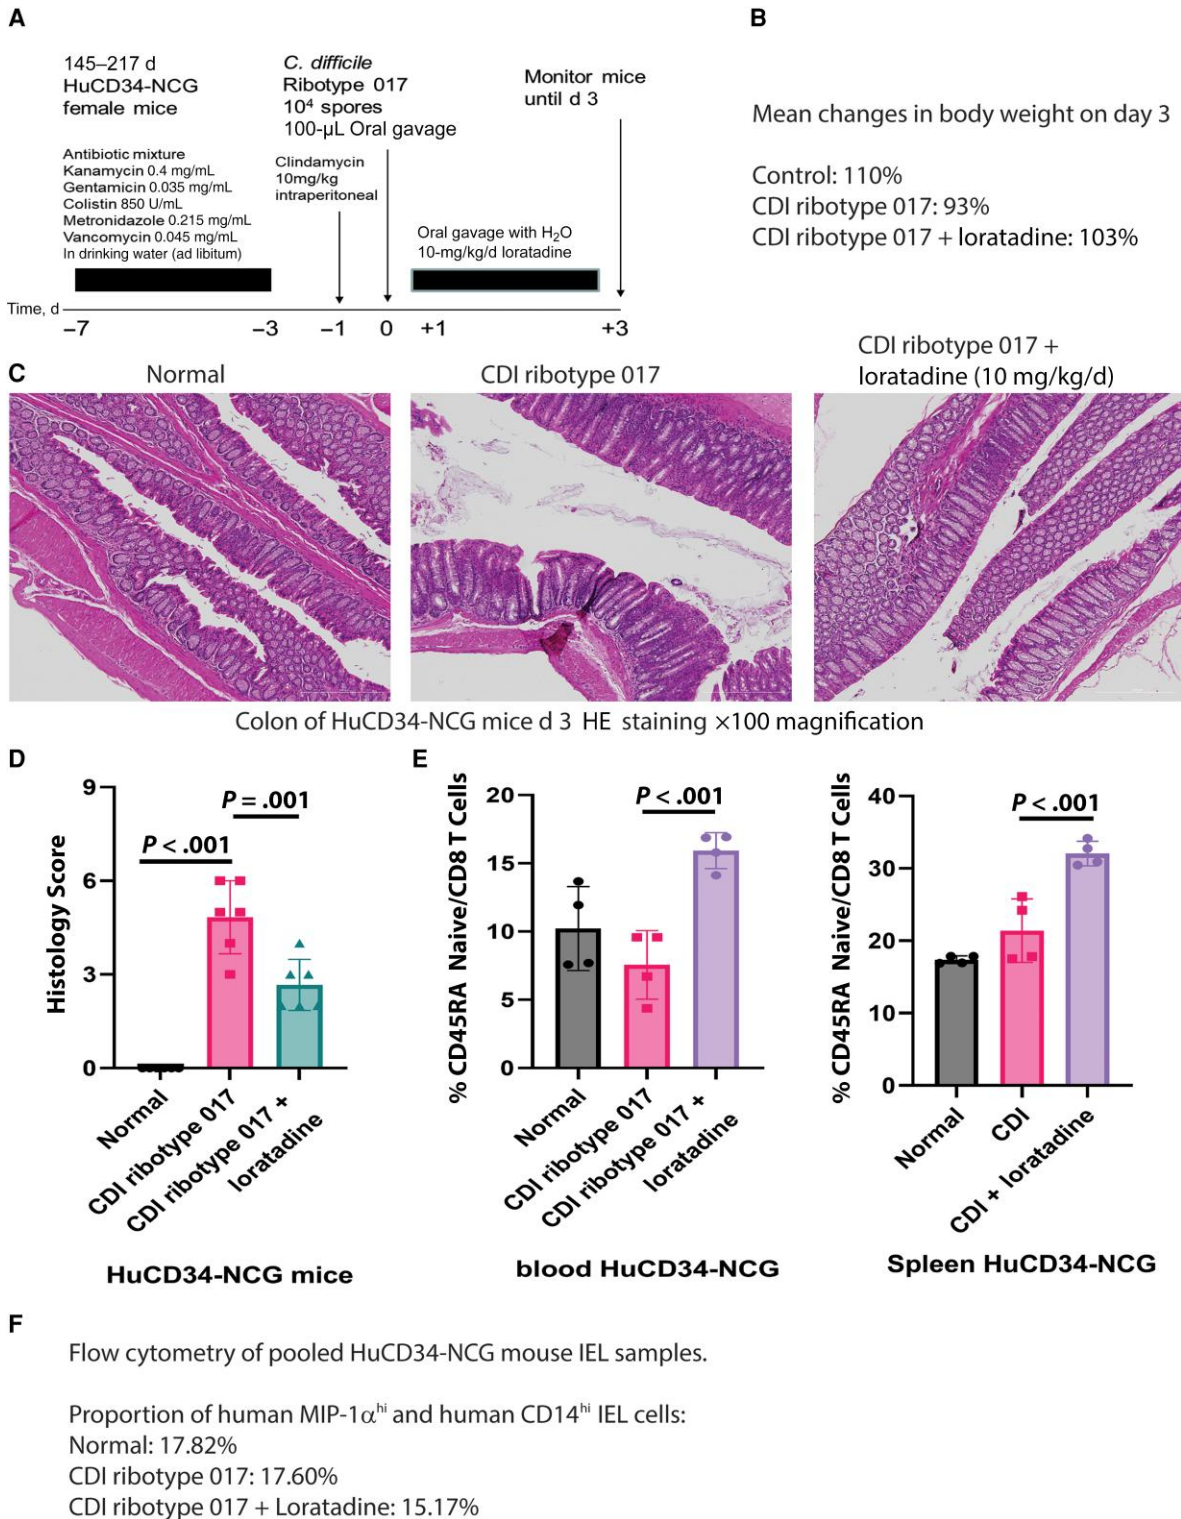 A
145–217 d
HuCD34-NCG
female mice
Antibiotic mixture
Kanamycin 0.4 mg/mL
Gentamicin 0.035 mg/mL
Colistin 850 U/mL
Metronidazole 0.215 mg/mL
Vancomycin 0.045 mg/mL
In drinking water (ad libitum)
C. difficile
Ribotype 017
10⁴ spores
100-µL Oral gavage
Clindamycin
10mg/kg
intraperitoneal
Oral gavage with H₂O
10-mg/kg/d loratadine
Monitor mice
until d 3
Time, d
−7
−3
−1
0
+1
+3
B
Mean changes in body weight on day 3
Control: 110%
CDI ribotype 017: 93%
CDI ribotype 017 + loratadine: 103%
C
Normal
CDI ribotype 017
CDI ribotype 017 +
loratadine (10 mg/kg/d)
Colon of HuCD34-NCG mice d 3 HE staining ×100 magnification
D
Histology Score
9
6
3
0
P < .001
P = .001
Normal
CDI ribotype 017
CDI ribotype 017 +
loratadine
HuCD34-NCG mice
E
% CD45RA Naive/CD8 T Cells
20
15
10
5
0
P < .001
Normal
CDI ribotype 017
CDI ribotype 017 +
loratadine
blood HuCD34-NCG
% CD45RA Naive/CD8 T Cells
40
30
20
10
0
P < .001
Normal
CDI
CDI + loratadine
Spleen HuCD34-NCG
F
Flow cytometry of pooled HuCD34-NCG mouse IEL samples.
Proportion of human MIP-1α^hi and human CD14^hi IEL cells:
Normal: 17.82%
CDI ribotype 017: 17.60%
CDI ribotype 017 + Loratadine: 15.17%